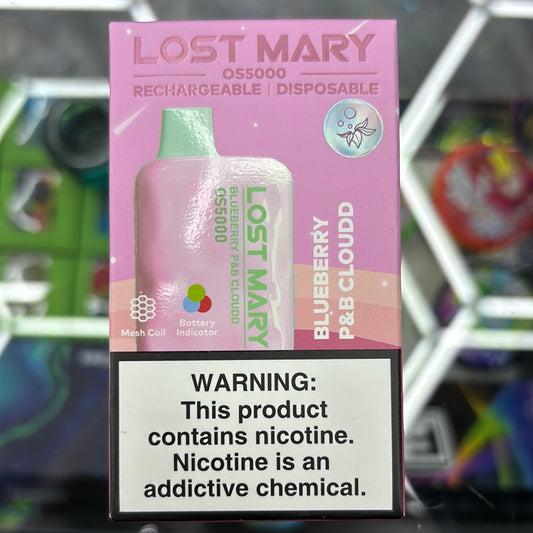 LOST MARY
OS5000
RECHARGEABLE | DISPOSABLE
LOST MARY
BLUEBERRY P&B CLOUDD
OS5000
BLUEBERRY
P&B CLOUDD
Mesh Coil
Battery
Indicator
WARNING:
This product
contains nicotine.
Nicotine is an
addictive chemical.